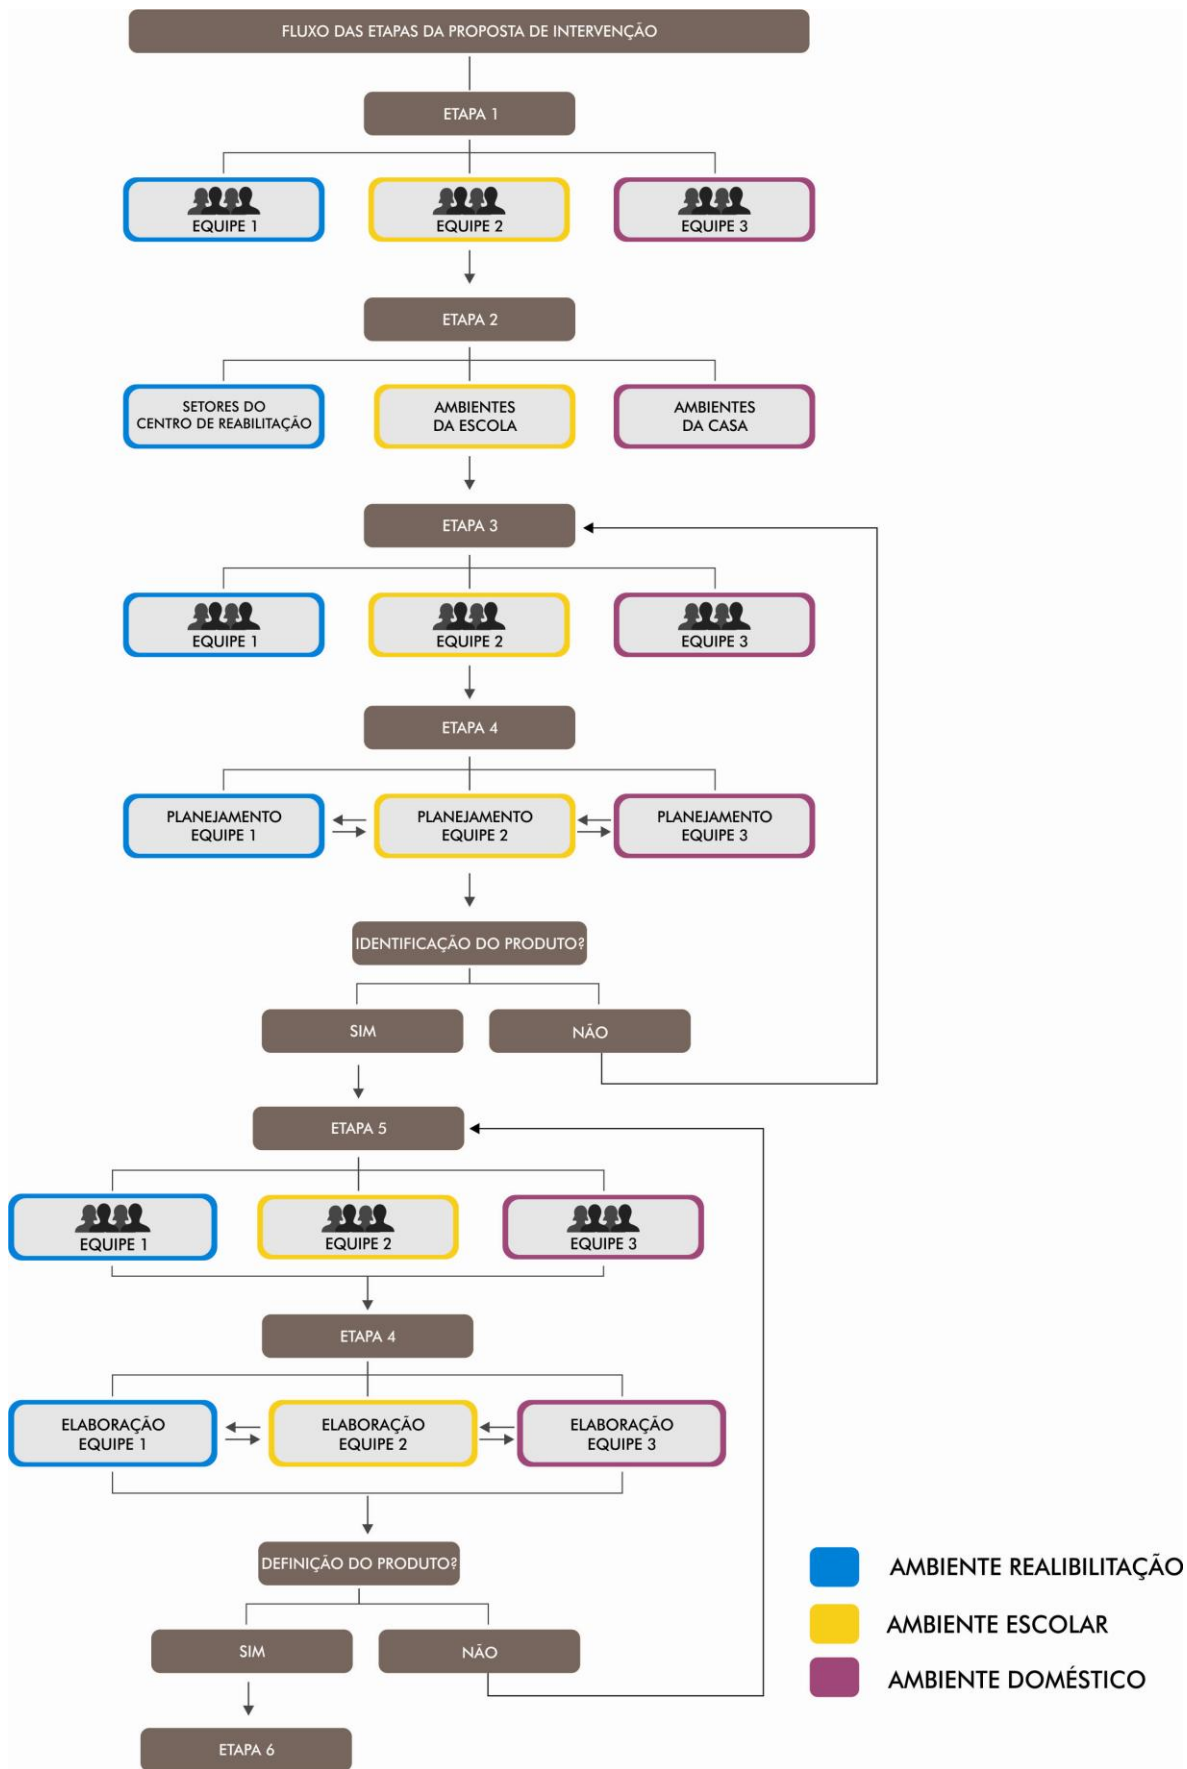 FLUXO DAS ETAPAS DA PROPOSTA DE INTERVENÇÃO
ETAPA 1
EQUIPE 1
EQUIPE 2
EQUIPE 3
ETAPA 2
SETORES DO
CENTRO DE REABILITAÇÃO
AMBIENTES
DA ESCOLA
AMBIENTES
DA CASA
ETAPA 3
EQUIPE 1
EQUIPE 2
EQUIPE 3
ETAPA 4
PLANEJAMENTO
EQUIPE 1
PLANEJAMENTO
EQUIPE 2
PLANEJAMENTO
EQUIPE 3
IDENTIFICAÇÃO DO PRODUTO?
SIM
NÃO
ETAPA 5
EQUIPE 1
EQUIPE 2
EQUIPE 3
ETAPA 4
ELABORAÇÃO
EQUIPE 1
ELABORAÇÃO
EQUIPE 2
ELABORAÇÃO
EQUIPE 3
DEFINIÇÃO DO PRODUTO?
SIM
NÃO
ETAPA 6
AMBIENTE REALIBILITAÇÃO
AMBIENTE ESCOLAR
AMBIENTE DOMÉSTICO